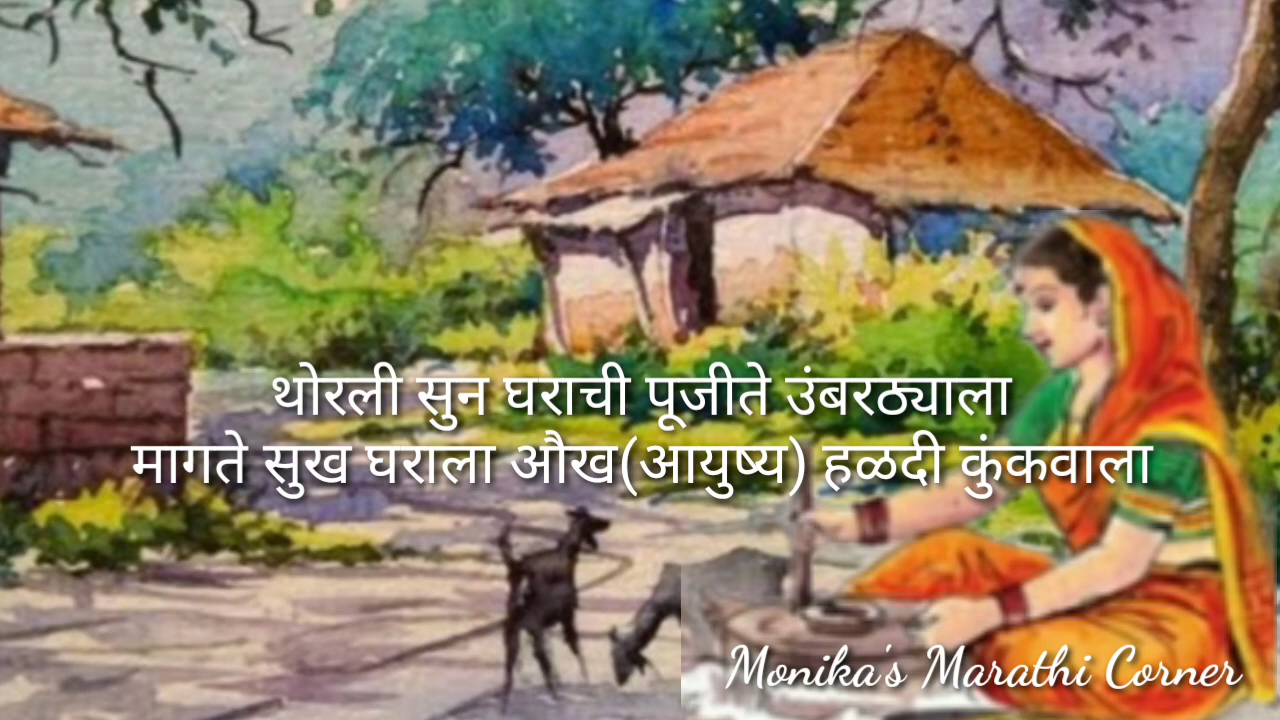 थोरली सुन घराची पूजीते उंबरठ्याला
मागते सुख घराला औख(आयुष्य) हळदी कुंकवाला
Monika's Marathi Corner